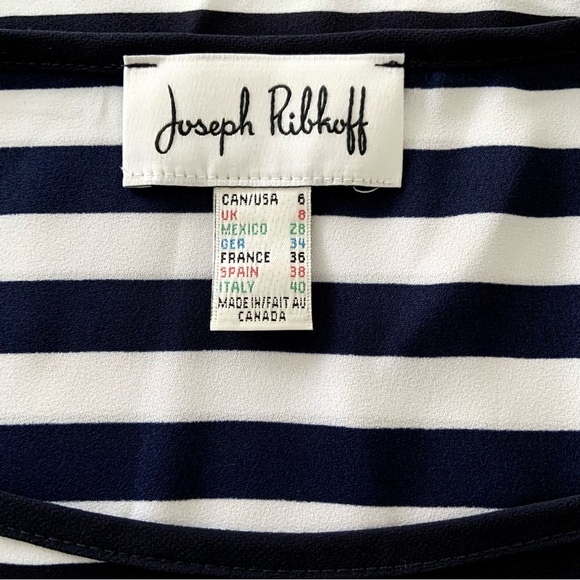 Joseph Ribkoff
CAN/USA 6
UK 8
MEXICO 28
GER 34
FRANCE 36
SPAIN 38
ITALY 40
MADE IN/FAIT AU
CANADA